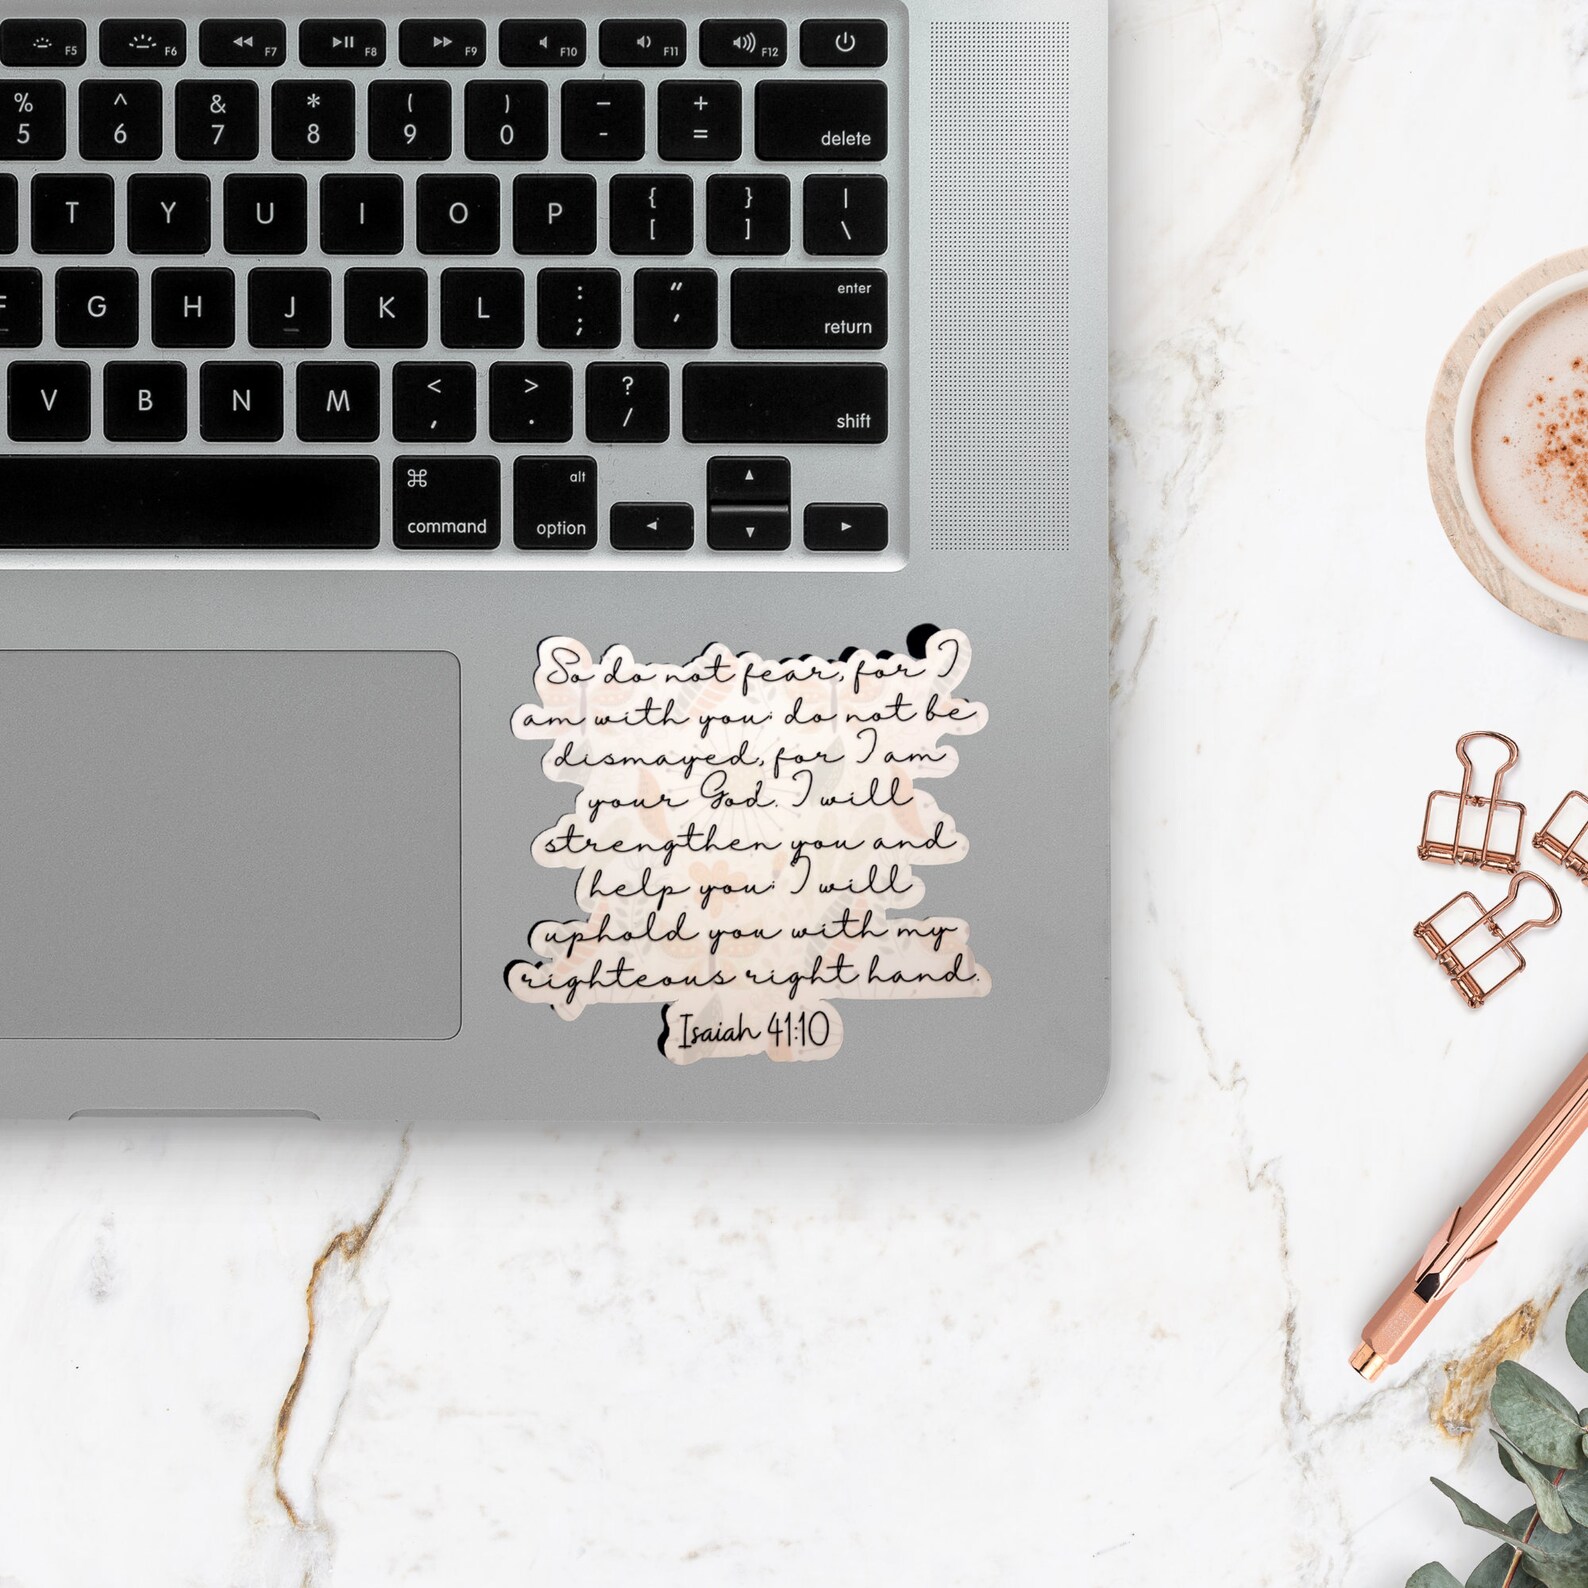 F5 F6 F7 F8 F9 F10 F11 F12
% ^ & * ( ) – +
5 6 7 8 9 0 - = delete
T Y U I O P { [ } ] | \
F G H J K L : ; " ' enter return
V B N M < , > . ? / shift
⌘ command alt option
So do not fear, for I
am with you; do not be
dismayed, for I am
your God. I will
strengthen you and
help you; I will
uphold you with my
righteous right hand.
Isaiah 41:10